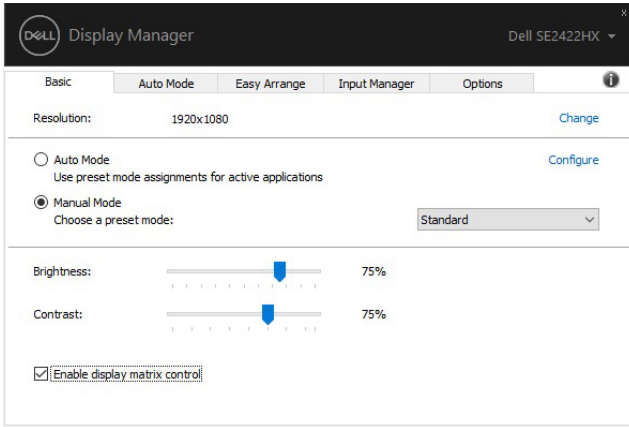 DELL Display Manager
Dell SE2422HX
Basic
Auto Mode
Easy Arrange
Input Manager
Options
Resolution: 1920x1080 Change
Auto Mode Configure
Use preset mode assignments for active applications
Manual Mode
Choose a preset mode: Standard
Brightness: 75%
Contrast: 75%
Enable display matrix control